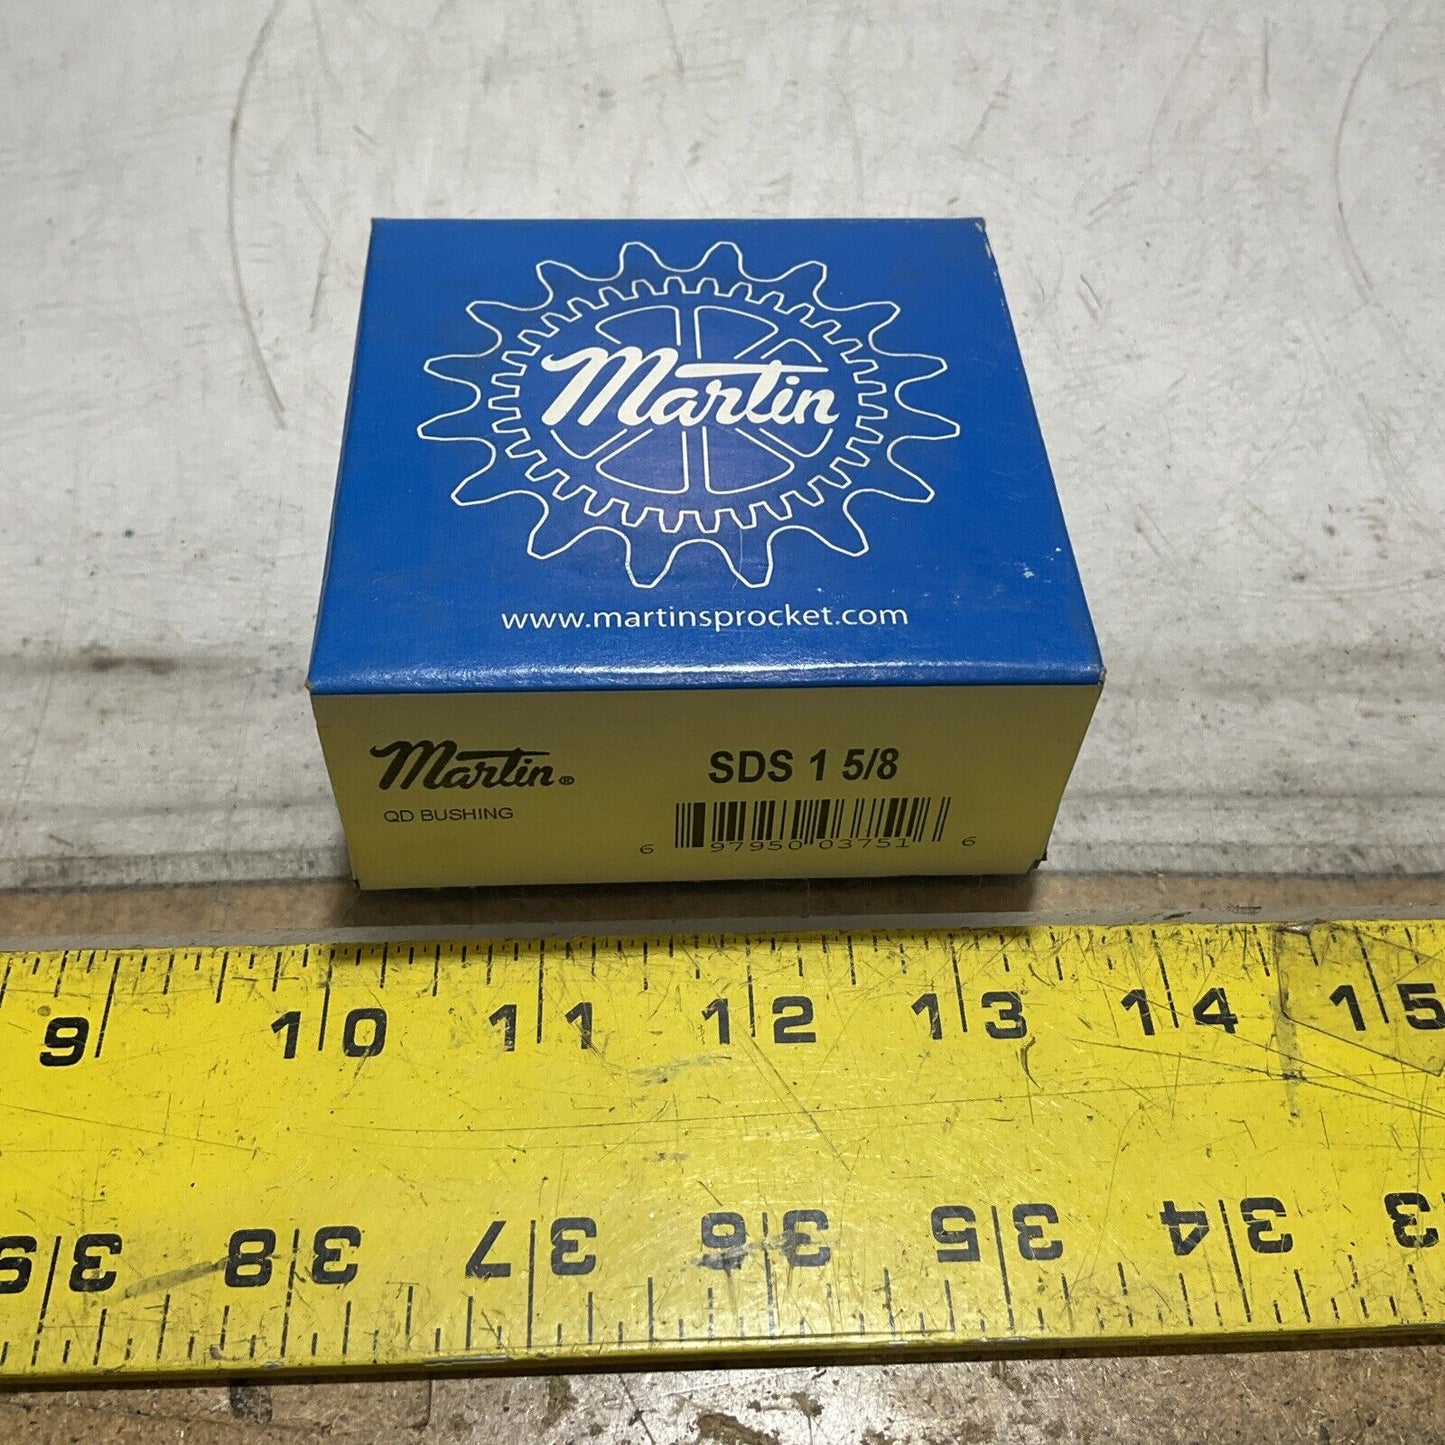 Martin
www.martinsprocket.com
Martin®
SDS 1 5/8
QD BUSHING
6 97950 03751 6
9 10 11 12 13 14 15
39 38 37 36 35 34 33